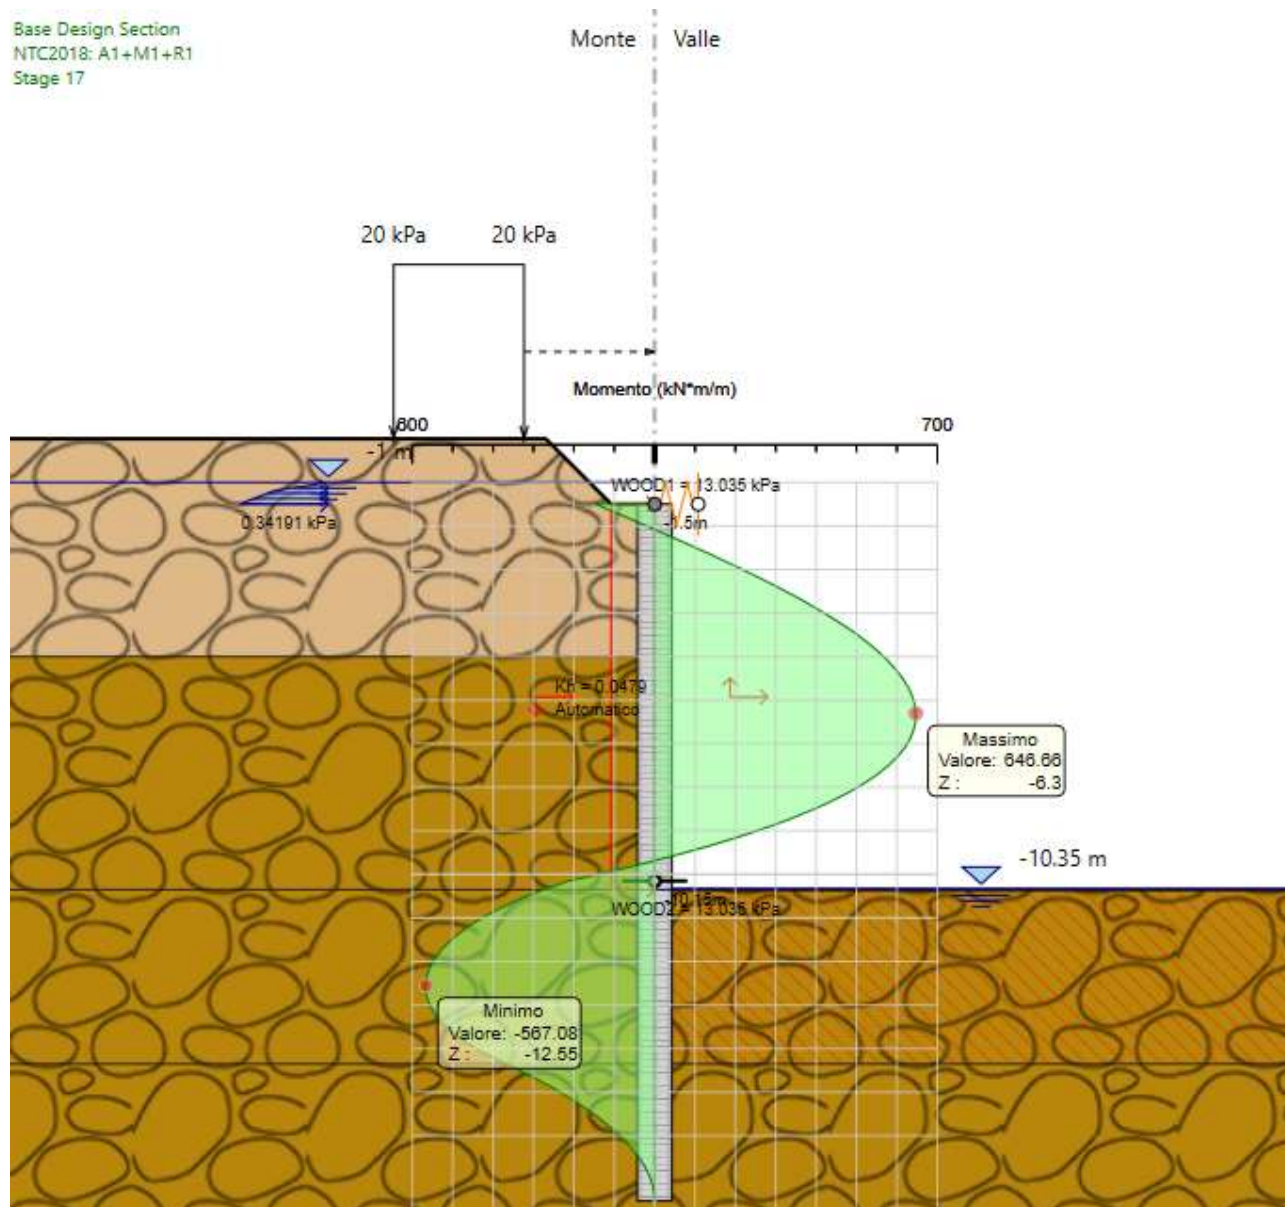 Base Design Section
NTC2018: A1+M1+R1
Stage 17
Monte
Valle
20 kPa
20 kPa
Momento (kN*m/m)
600
700
-1 m
WOOD1 = 13.035 kPa
0.34191 kPa
-1.5m
Kh = 0.0479
Automatico
Massimo
Valore: 646.66
Z : -6.3
-10.35 m
WOOD2 = 13.035 kPa
Minimo
Valore: -567.08
Z : -12.55